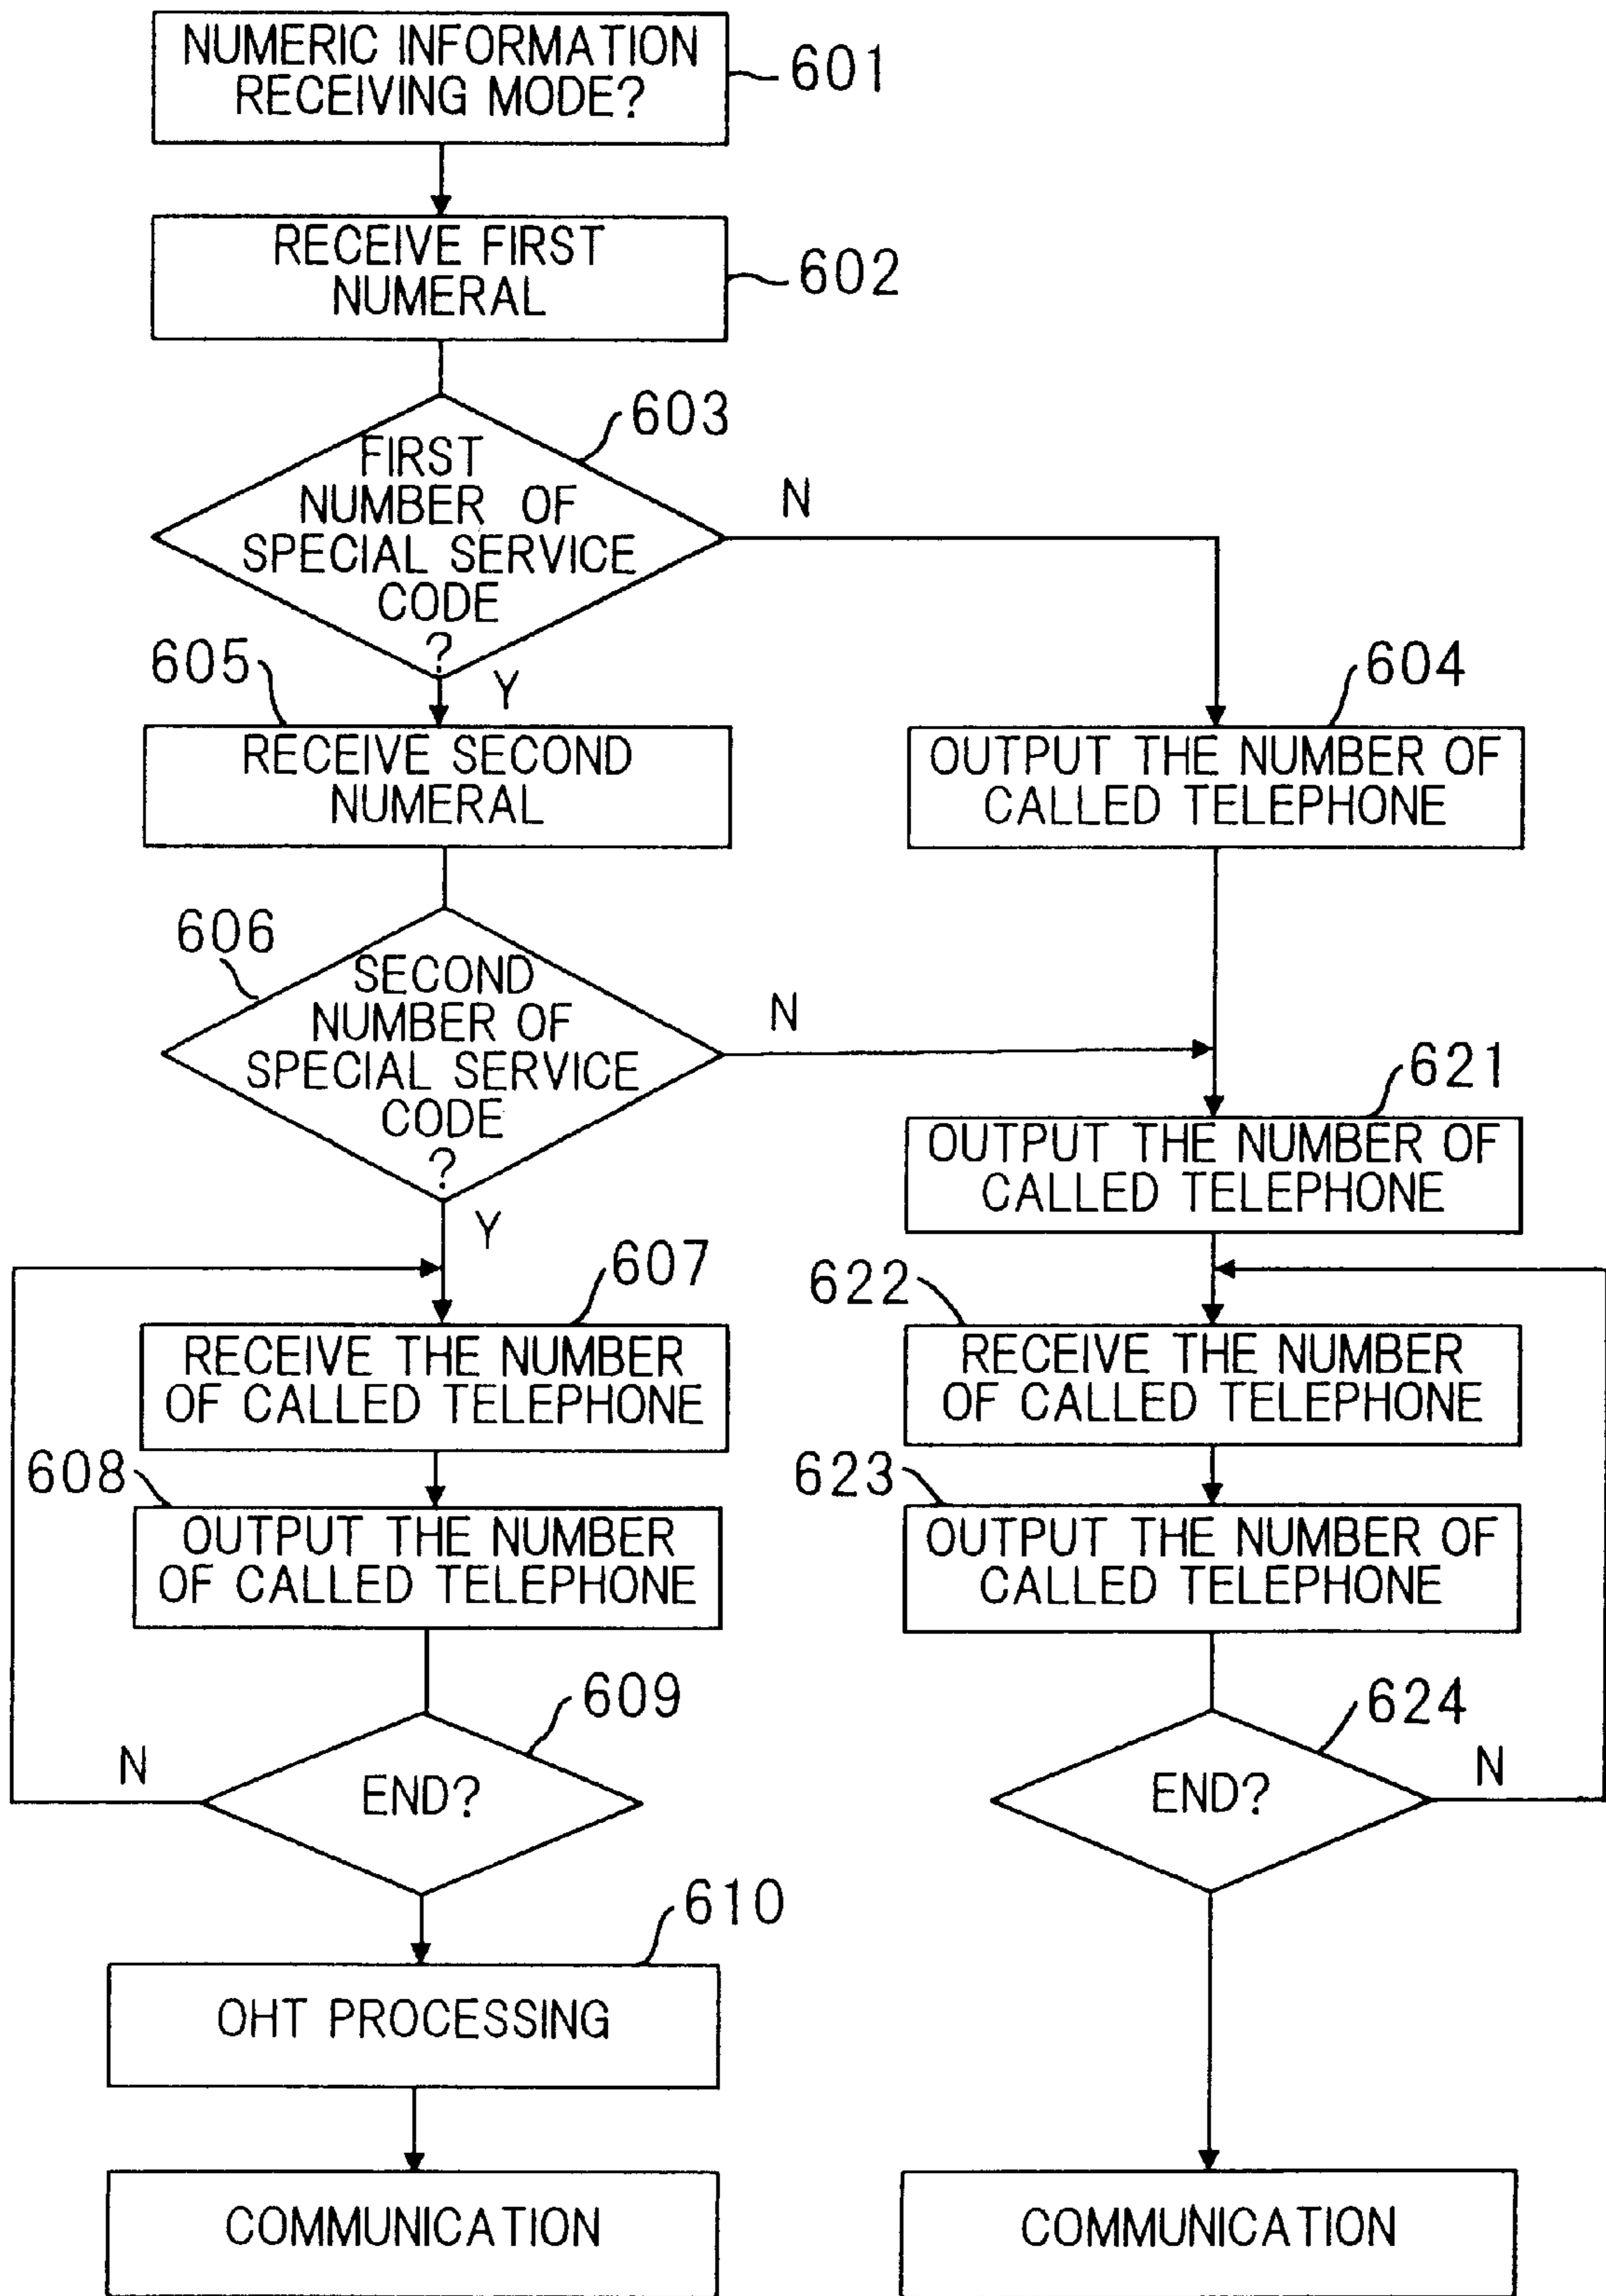 NUMERIC INFORMATION
RECEIVING MODE?
601
RECEIVE FIRST
NUMERAL
602
603
FIRST
NUMBER OF
SPECIAL SERVICE
CODE
?
N
Y
605
RECEIVE SECOND
NUMERAL
604
OUTPUT THE NUMBER OF
CALLED TELEPHONE
606
SECOND
NUMBER OF
SPECIAL SERVICE
CODE
?
N
Y
621
OUTPUT THE NUMBER OF
CALLED TELEPHONE
607
RECEIVE THE NUMBER
OF CALLED TELEPHONE
622
RECEIVE THE NUMBER
OF CALLED TELEPHONE
608
OUTPUT THE NUMBER
OF CALLED TELEPHONE
623
OUTPUT THE NUMBER OF
CALLED TELEPHONE
609
N
END?
624
END?
N
610
OHT PROCESSING
COMMUNICATION
COMMUNICATION